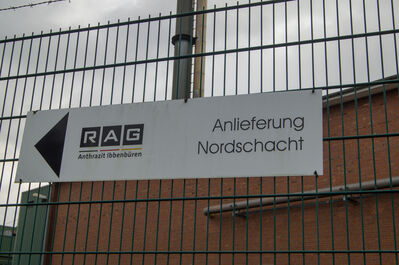 RAG
Anthrazit Ibbenbüren
Anlieferung
Nordschacht